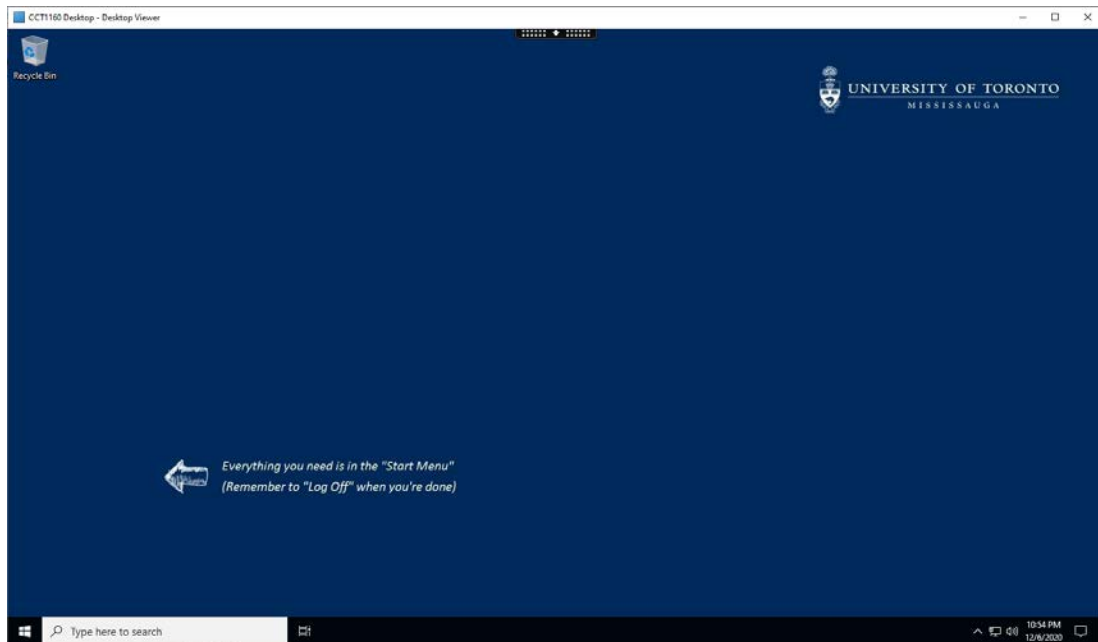 CCT1160 Desktop - Desktop Viewer
Recycle Bin
UNIVERSITY OF TORONTO
MISSISSAUGA
Everything you need is in the "Start Menu"
(Remember to "Log Off" when you're done)
Type here to search
10:54 PM
12/6/2020